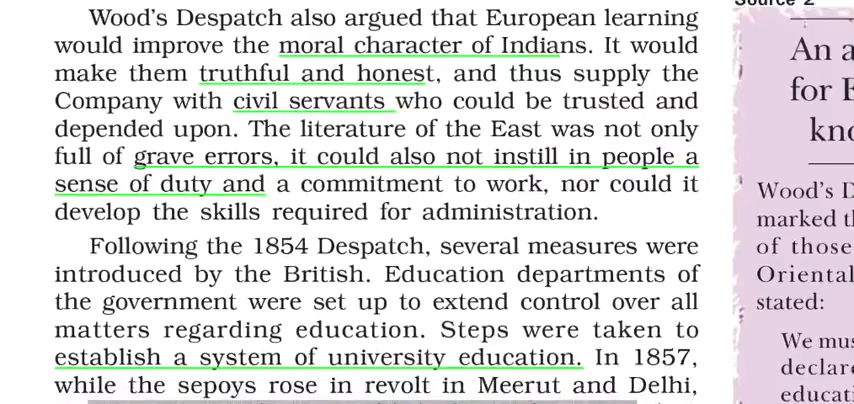 Wood's Despatch also argued that European learning
would improve the moral character of Indians. It would
make them truthful and honest, and thus supply the
Company with civil servants who could be trusted and
depended upon. The literature of the East was not only
full of grave errors, it could also not instill in people a
sense of duty and a commitment to work, nor could it
develop the skills required for administration.
Following the 1854 Despatch, several measures were
introduced by the British. Education departments of
the government were set up to extend control over all
matters regarding education. Steps were taken to
establish a system of university education. In 1857,
while the sepoys rose in revolt in Meerut and Delhi,
Source 2
An a
for E
kno
Wood's D
marked th
of those
Oriental
stated:
We mus
declare
educati